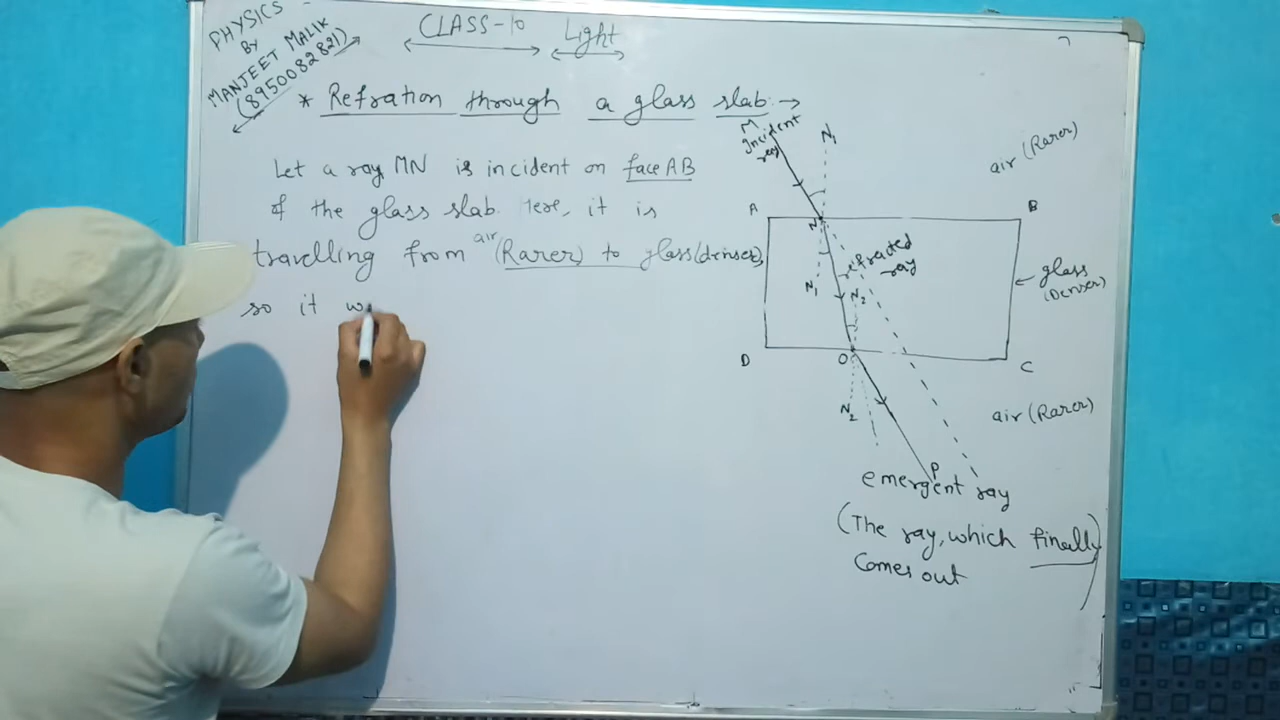 PHYSICS
By
MANJEET MALIK
(8950082821)
CLASS-10 Light
* Refration through a glass slab →
Let a ray MN is incident on face AB
of the glass slab. Here, it is
travelling from air (Rarer) to glass (denser),
so it w
M
Incident
ray
N1
air (Rarer)
A
B
N
refracted
ray
N1
N2
glass
(Denser)
D
O
C
N2
air (Rarer)
P
emergent ray
(The ray, which finally
Comes out)